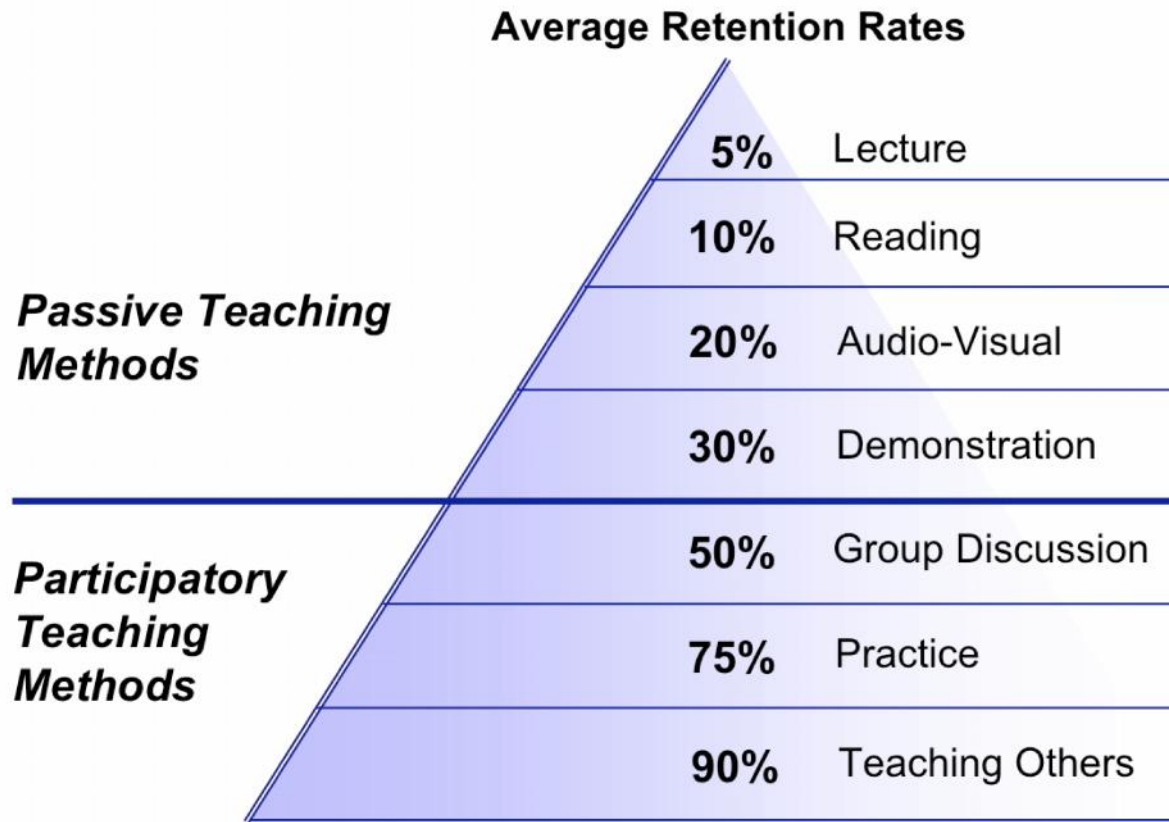 Average Retention Rates
5% Lecture
10% Reading
20% Audio-Visual
30% Demonstration
Passive Teaching
Methods
50% Group Discussion
75% Practice
90% Teaching Others
Participatory
Teaching
Methods